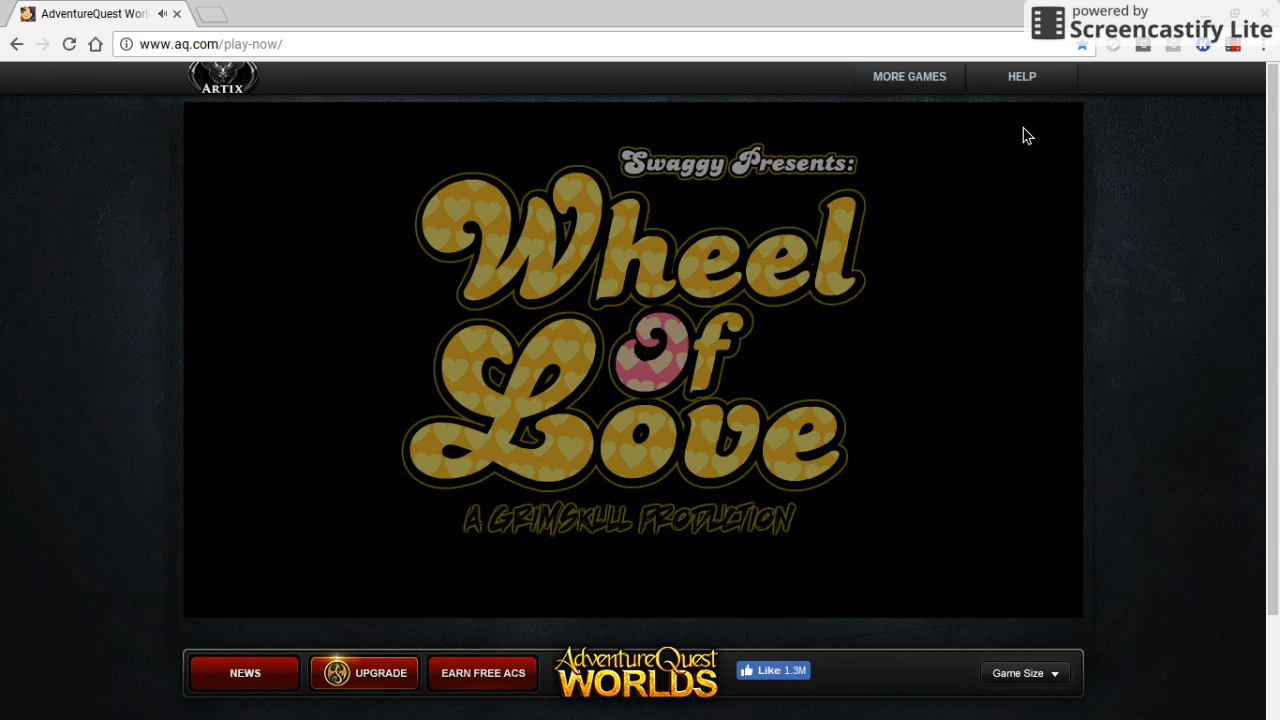 AdventureQuest Worl
powered by
Screencastify Lite
www.aq.com/play-now/
ARTIX
MORE GAMES
HELP
Swaggy Presents:
Wheel
Of
Love
A GRIMSKULL PRODUCTION
NEWS
UPGRADE
EARN FREE ACS
AdventureQuest
WORLDS
Like 1.3M
Game Size